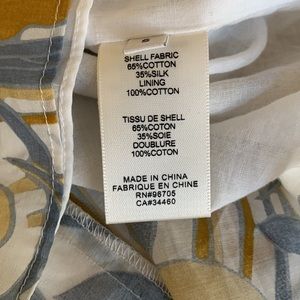 SHELL FABRIC
65%COTTON
35%SILK
LINING
100%COTTON
TISSU DE SHELL
65%COTON
35%SOIE
DOUBLURE
100%COTON
MADE IN CHINA
FABRIQUE EN CHINE
RN#96705
CA#34460